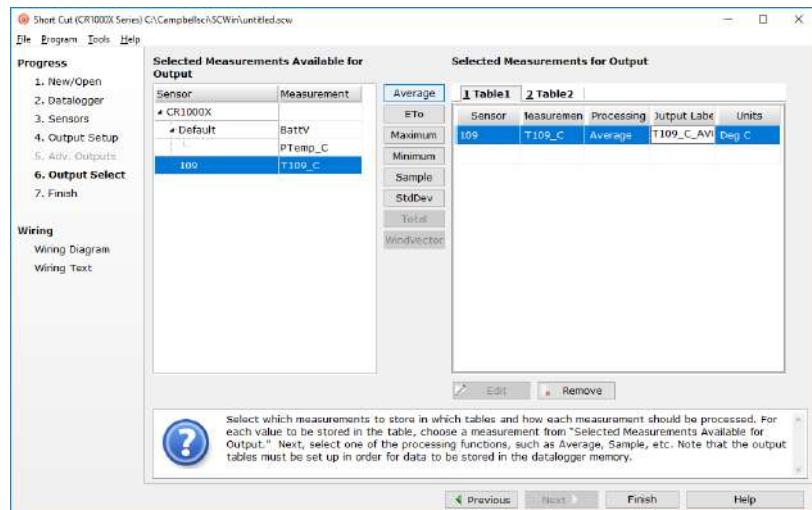 Short Cut (CR1000X Series) C:\Campbellsci\SCWin\untitled.scw
File Program Tools Help
Progress
1. New/Open
2. Datalogger
3. Sensors
4. Output Setup
5. Adv. Outputs
6. Output Select
7. Finish
Wiring
Wiring Diagram
Wiring Text
Selected Measurements Available for
Output
Sensor Measurement
CR1000X
Default BattV
PTemp_C
109 T109_C
Average
ETo
Maximum
Minimum
Sample
StdDev
Total
WindVector
Selected Measurements for Output
1 Table1 2 Table2
Sensor Measuremen Processing Output Labe Units
109 T109_C Average T109_C_AV Deg C
Edit Remove
Select which measurements to store in which tables and how each measurement should be processed. For
each value to be stored in the table, choose a measurement from "Selected Measurements Available for
Output." Next, select one of the processing functions, such as Average, Sample, etc. Note that the output
tables must be set up in order for data to be stored in the datalogger memory.
Previous Next Finish Help